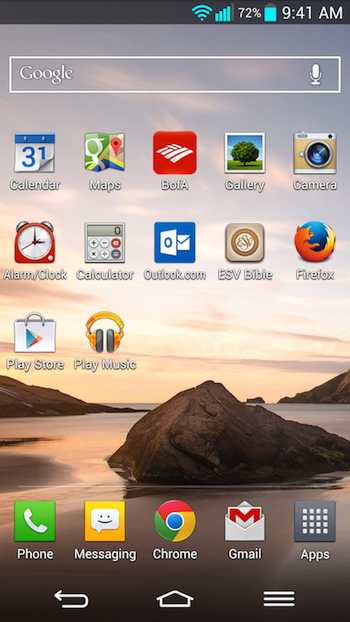 72% 9:41 AM
Google
31
Calendar Maps BofA Gallery Camera
Alarm/Clock Calculator Outlook.com ESV Bible Firefox
Play Store Play Music
Phone Messaging Chrome Gmail Apps